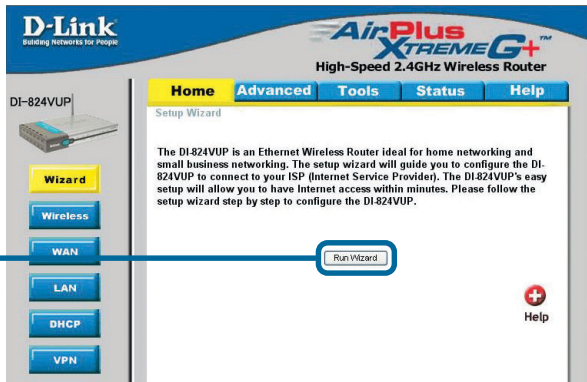 D-Link
Building Networks for People
AirPlus
XTREME G+™
High-Speed 2.4GHz Wireless Router
DI-824VUP
Home Advanced Tools Status Help
Setup Wizard
The DI-824VUP is an Ethernet Wireless Router ideal for home networking and
small business networking. The setup wizard will guide you to configure the DI-
824VUP to connect to your ISP (Internet Service Provider). The DI-824VUP's easy
setup will allow you to have Internet access within minutes. Please follow the
setup wizard step by step to configure the DI-824VUP.
Wizard
Wireless
WAN
LAN
DHCP
VPN
Run Wizard
Help